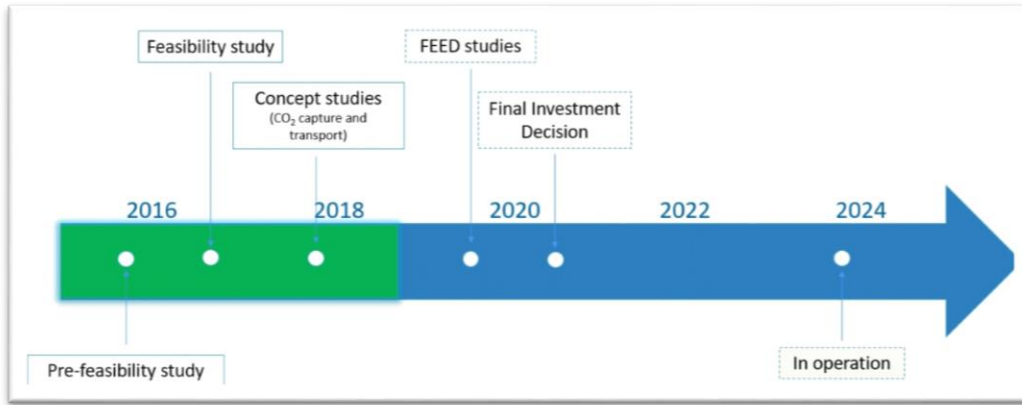 Feasibility study
FEED studies
Concept studies
(CO₂ capture and
transport)
Final Investment
Decision
2016
2018
2020
2022
2024
Pre-feasibility study
In operation